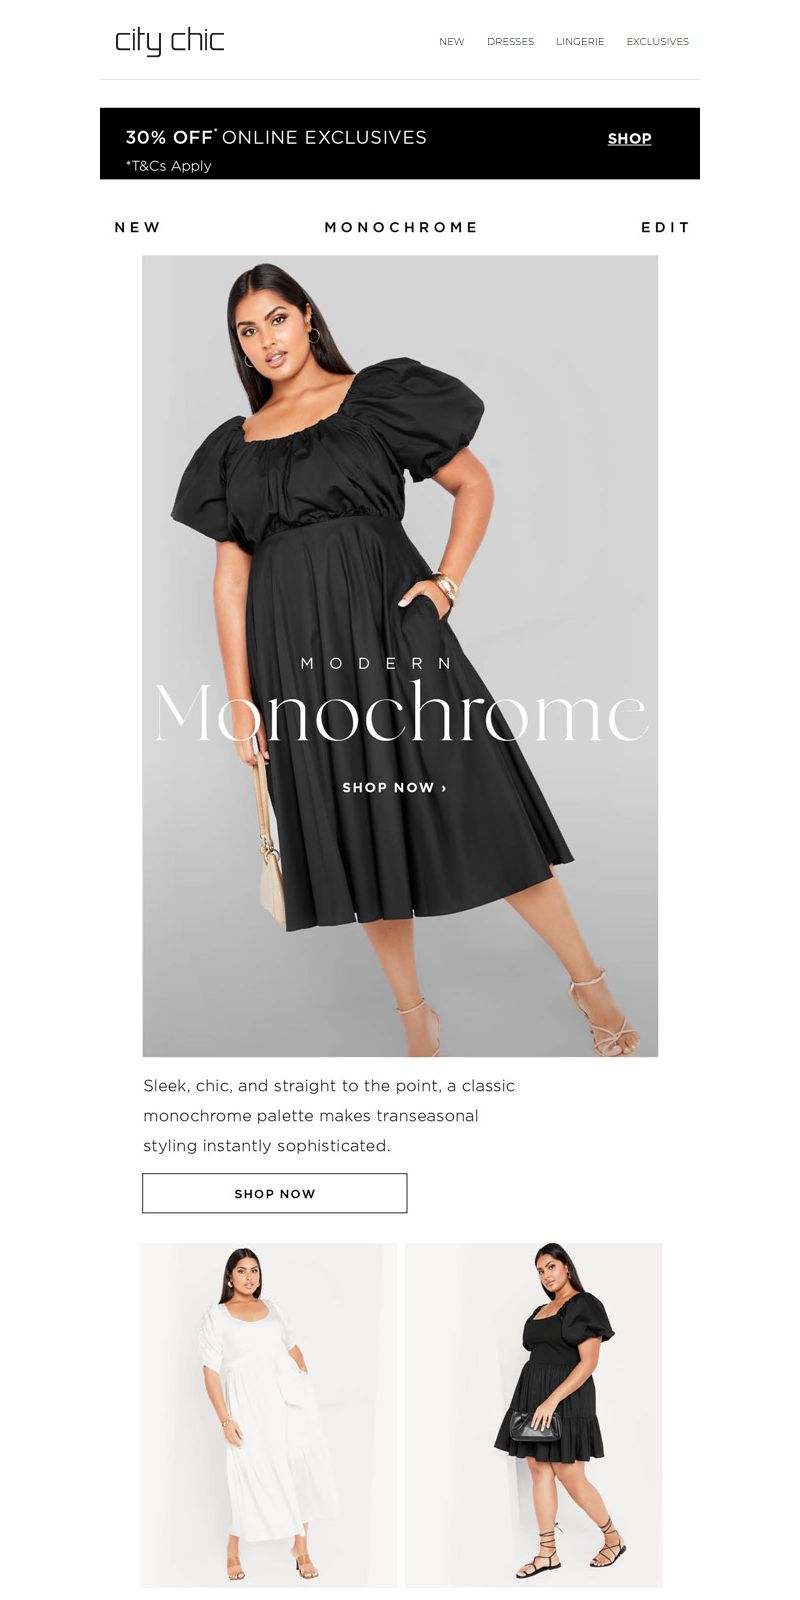 city chic
NEW DRESSES LINGERIE EXCLUSIVES
30% OFF* ONLINE EXCLUSIVES SHOP
*T&Cs Apply
NEW MONOCHROME EDIT
MODERN
Monochrome
SHOP NOW ›
Sleek, chic, and straight to the point, a classic
monochrome palette makes transeasonal
styling instantly sophisticated.
SHOP NOW